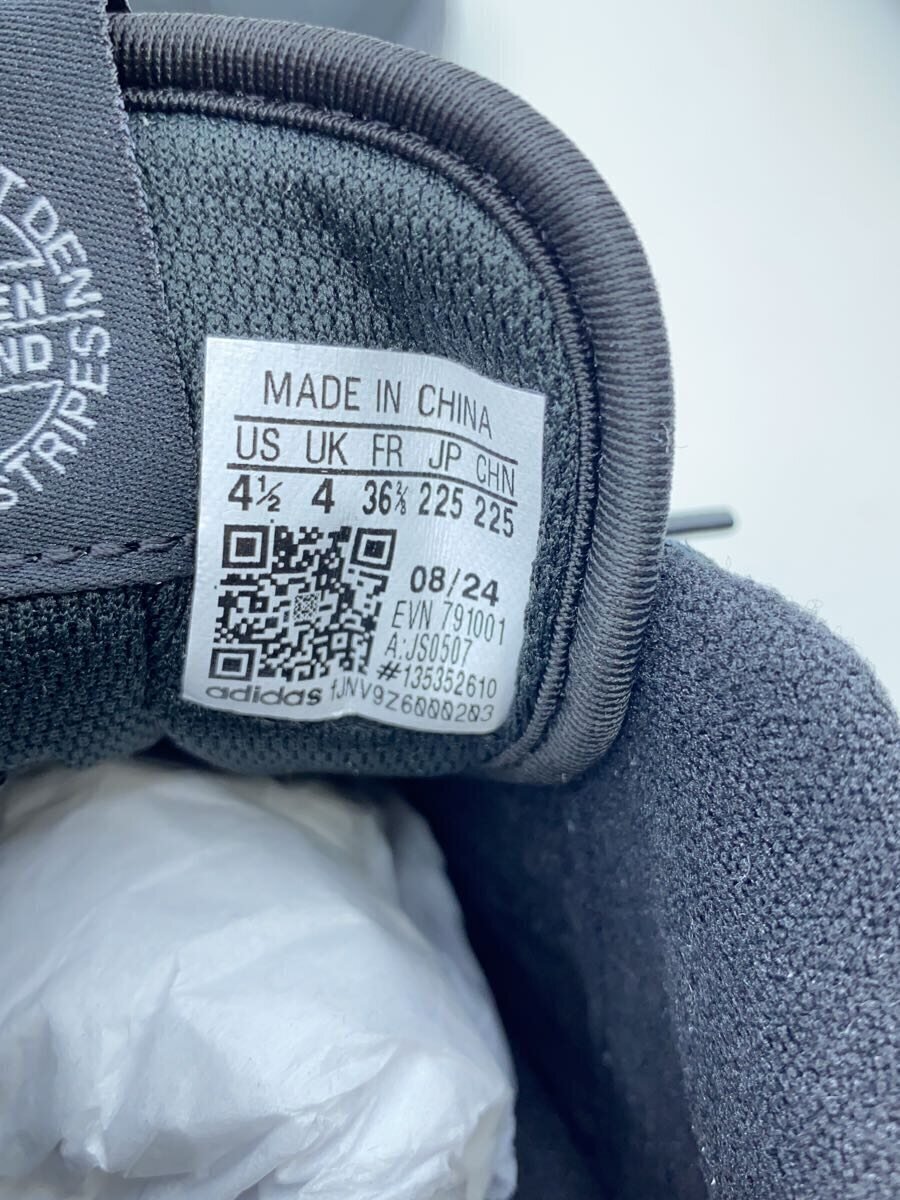 T DEN
EN
ND
STRIPES
MADE IN CHINA
US UK FR JP CHN
4½ 4 36⅔ 225 225
08/24
EVN 791001
A:JS0507
#135352610
adidas 1JNV9Z6000203